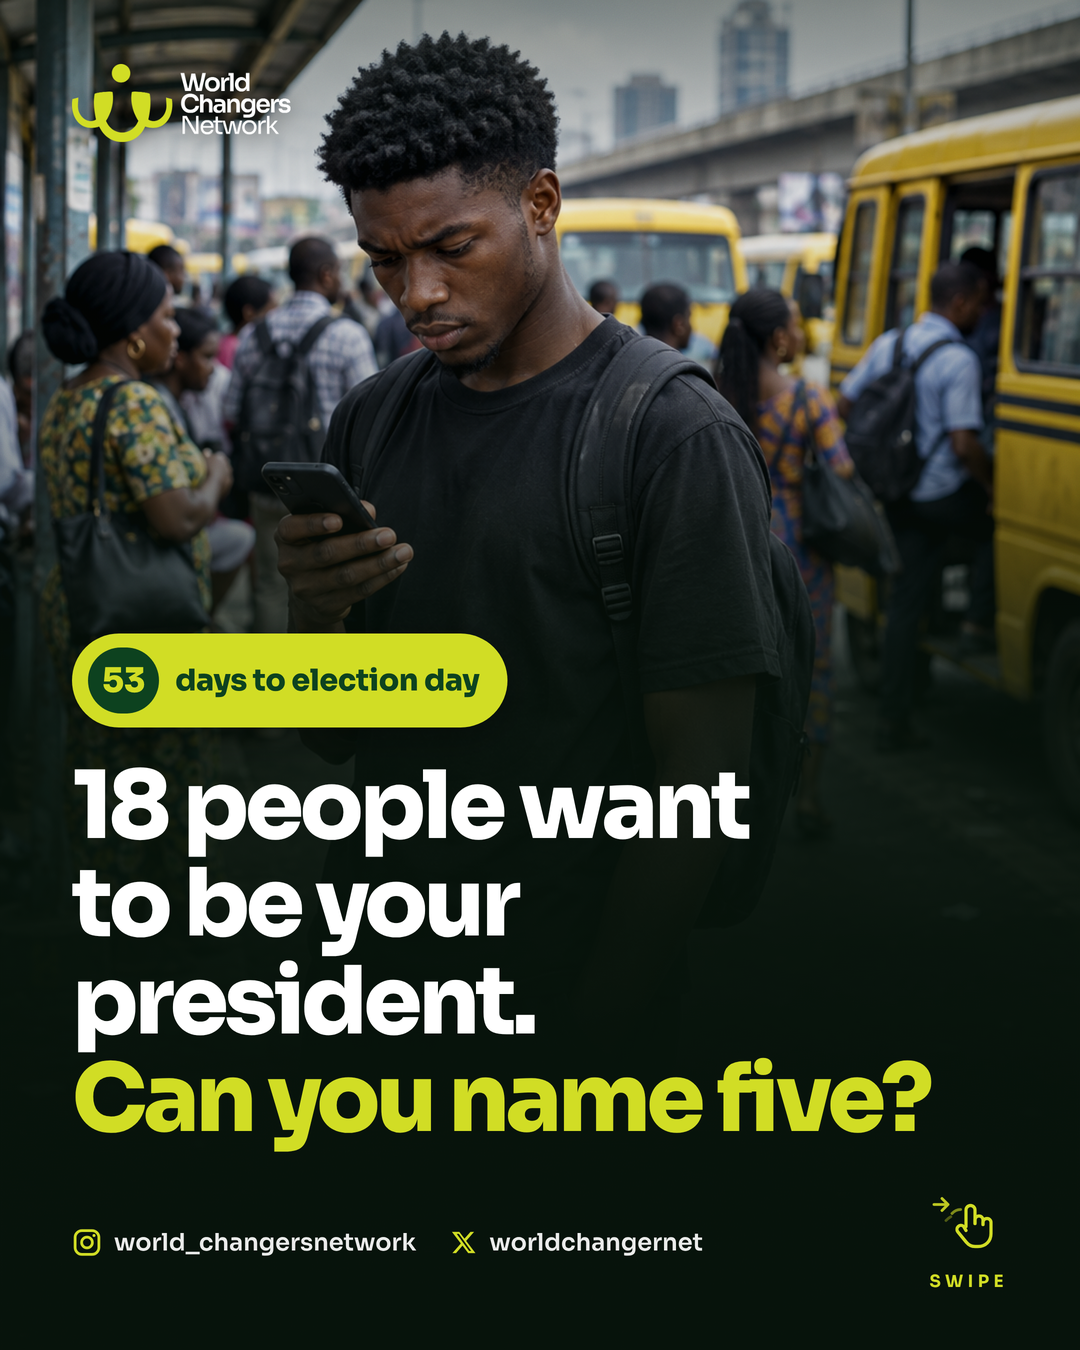 World
Changers
Network
53 days to election day
18 people want
to be your
president.
Can you name five?
world_changersnetwork
worldchangernet
SWIPE